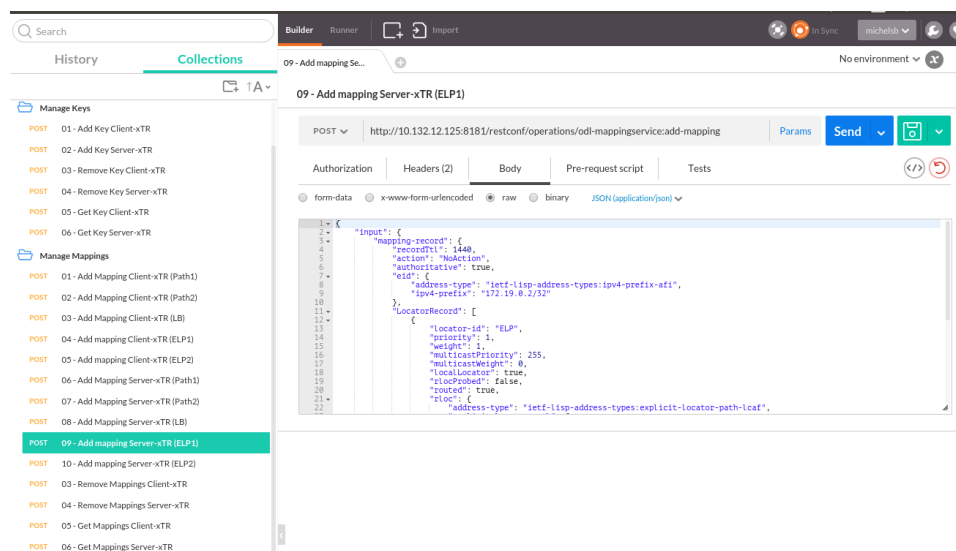 Search
History
Collections
Manage Keys
POST 01 - Add Key Client-xTR
POST 02 - Add Key Server-xTR
POST 03 - Remove Key Client-xTR
POST 04 - Remove Key Server-xTR
POST 05 - Get Key Client-xTR
POST 06 - Get Key Server-xTR
Manage Mappings
POST 01 - Add Mapping Client-xTR (Path1)
POST 02 - Add Mapping Client-xTR (Path2)
POST 03 - Add Mapping Client-xTR (LB)
POST 04 - Add mapping Client-xTR (ELP1)
POST 05 - Add mapping Client-xTR (ELP2)
POST 06 - Add Mapping Server-xTR (Path1)
POST 07 - Add Mapping Server-xTR (Path2)
POST 08 - Add Mapping Server-xTR (LB)
POST 09 - Add mapping Server-xTR (ELP1)
POST 10 - Add mapping Server-xTR (ELP2)
POST 03 - Remove Mappings Client-xTR
POST 04 - Remove Mappings Server-xTR
POST 05 - Get Mappings Client-xTR
POST 06 - Get Mappings Server-xTR
Builder Runner Import In Sync michelsb
09 - Add mapping Se... No environment
09 - Add mapping Server-xTR (ELP1)
POST http://10.132.12.125:8181/restconf/operations/odl-mappingservice:add-mapping Params Send
Authorization Headers (2) Body Pre-request script Tests
form-data x-www-form-urlencoded raw binary JSON (application/json)
1 {
2 "input": {
3 "mapping-record": {
4 "recordTtl": 1440,
5 "action": "NoAction",
6 "authoritative": true,
7 "eid": {
8 "address-type": "ietf-lisp-address-types:ipv4-prefix-afi",
9 "ipv4-prefix": "172.19.0.2/32"
10 },
11 "LocatorRecord": [
12 {
13 "locator-id": "ELP",
14 "priority": 1,
15 "weight": 1,
16 "multicastPriority": 255,
17 "multicastWeight": 0,
18 "localLocator": true,
19 "rlocProbed": false,
20 "routed": true,
21 "rloc": {
22 "address-type": "ietf-lisp-address-types:explicit-locator-path-lcaf",